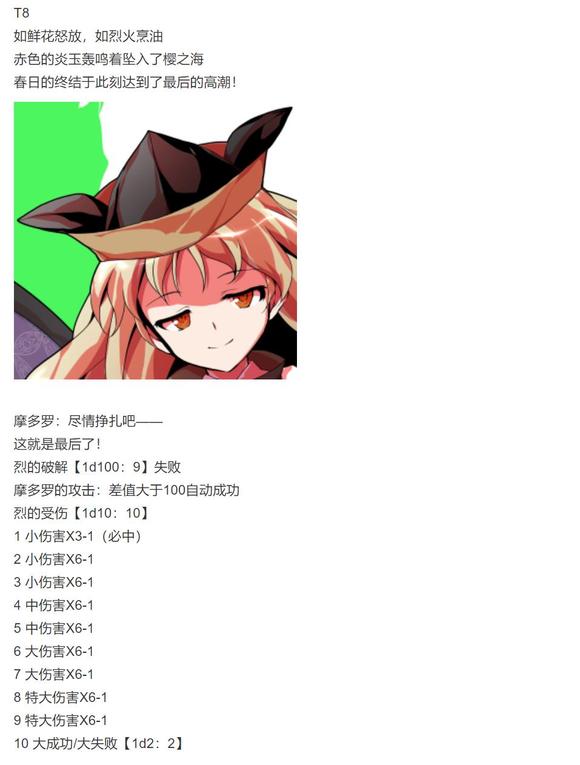 T8
如鲜花怒放，如烈火烹油
赤色的炎玉轰鸣着坠入了樱之海
春日的终结于此刻达到了最后的高潮！
摩多罗：尽情挣扎吧——
这就是最后了！
烈的破解【1d100：9】失败
摩多罗的攻击：差值大于100自动成功
烈的受伤【1d10：10】
1 小伤害X3-1（必中）
2 小伤害X6-1
3 小伤害X6-1
4 中伤害X6-1
5 中伤害X6-1
6 大伤害X6-1
7 大伤害X6-1
8 特大伤害X6-1
9 特大伤害X6-1
10 大成功/大失败【1d2：2】